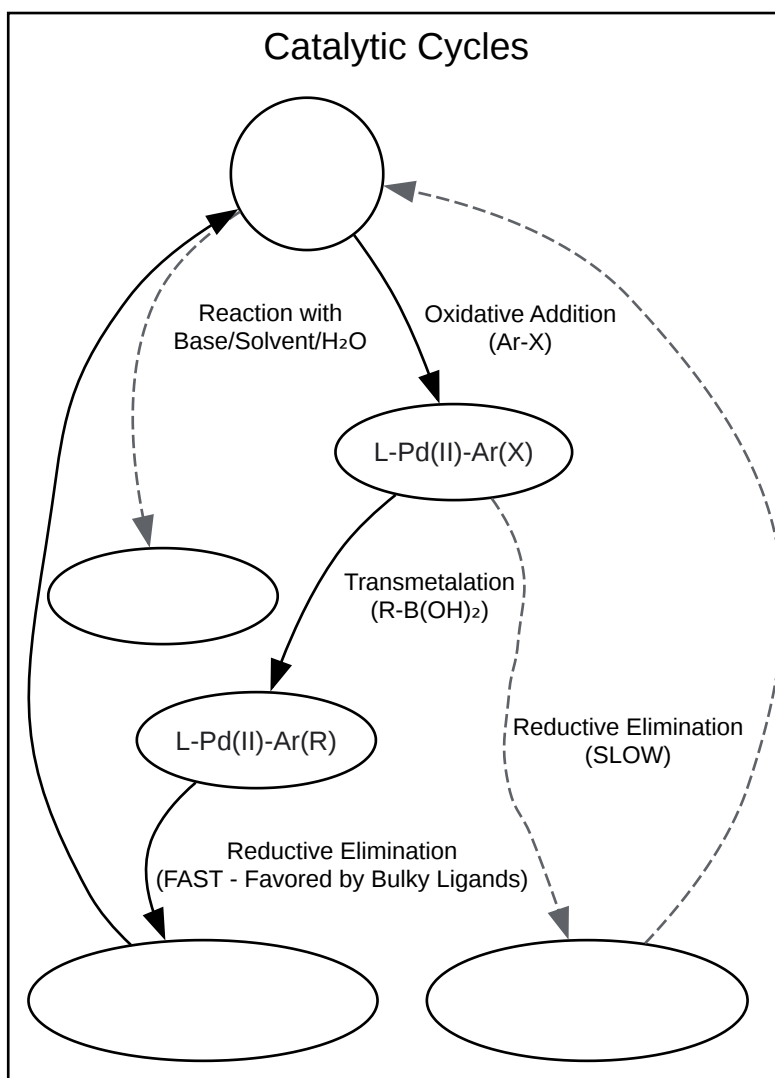 Catalytic Cycles
Reaction with
Base/Solvent/H₂O
Oxidative Addition
(Ar-X)
L-Pd(II)-Ar(X)
Transmetalation
(R-B(OH)₂)
L-Pd(II)-Ar(R)
Reductive Elimination
(SLOW)
Reductive Elimination
(FAST - Favored by Bulky Ligands)